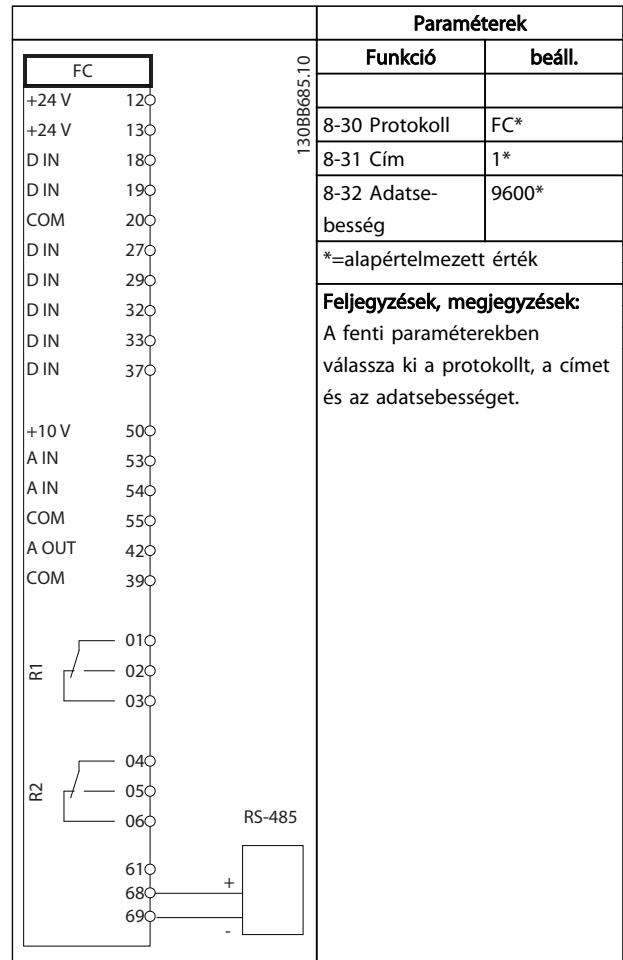 FC
130BB685.10
+24 V 12
+24 V 13
D IN 18
D IN 19
COM 20
D IN 27
D IN 29
D IN 32
D IN 33
D IN 37
+10 V 50
A IN 53
A IN 54
COM 55
A OUT 42
COM 39
R1
01
02
03
R2
04
05
06
RS-485
61
68 +
69 -
Paraméterek
Funkció beáll.
8-30 Protokoll FC*
8-31 Cím 1*
8-32 Adatse- 9600*
besség
*=alapértelmezett érték
Feljegyzések, megjegyzések:
A fenti paraméterekben
válassza ki a protokollt, a címet
és az adatsebességet.